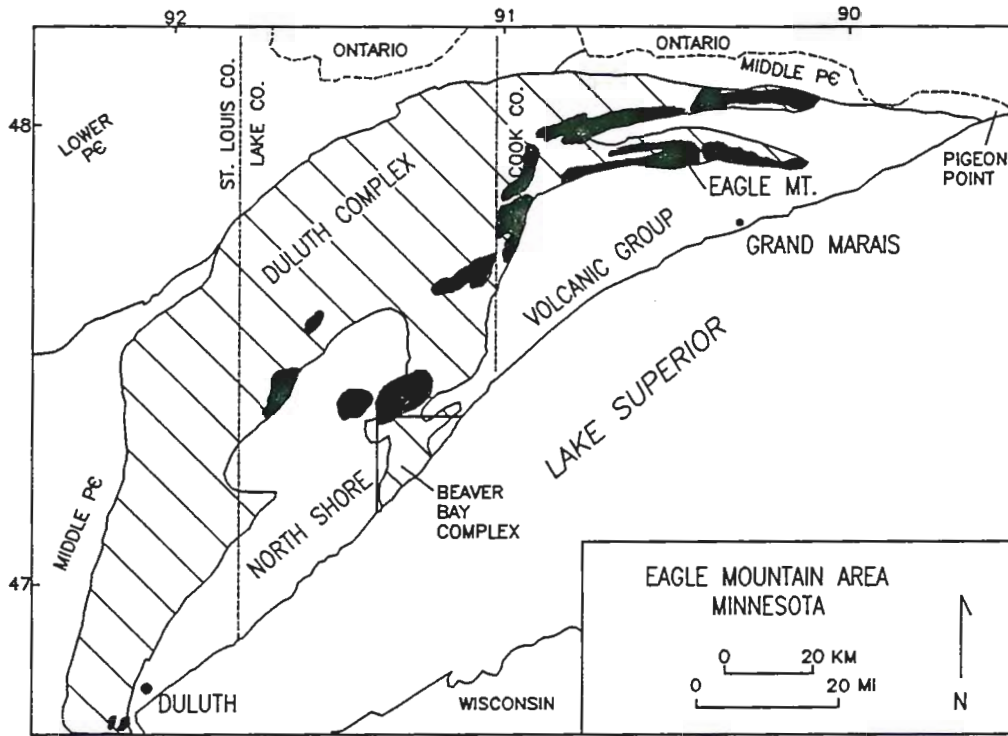 92
91
90
ONTARIO
ONTARIO
MIDDLE PЄ
48
LOWER
PЄ
ST. LOUIS CO.
LAKE CO.
COOK CO.
PIGEON
POINT
EAGLE MT.
DULUTH COMPLEX
GRAND MARAIS
VOLCANIC GROUP
LAKE SUPERIOR
NORTH SHORE
BEAVER
BAY
COMPLEX
MIDDLE PЄ
47
EAGLE MOUNTAIN AREA
MINNESOTA
0 20 KM
0 20 MI
N
DULUTH
WISCONSIN